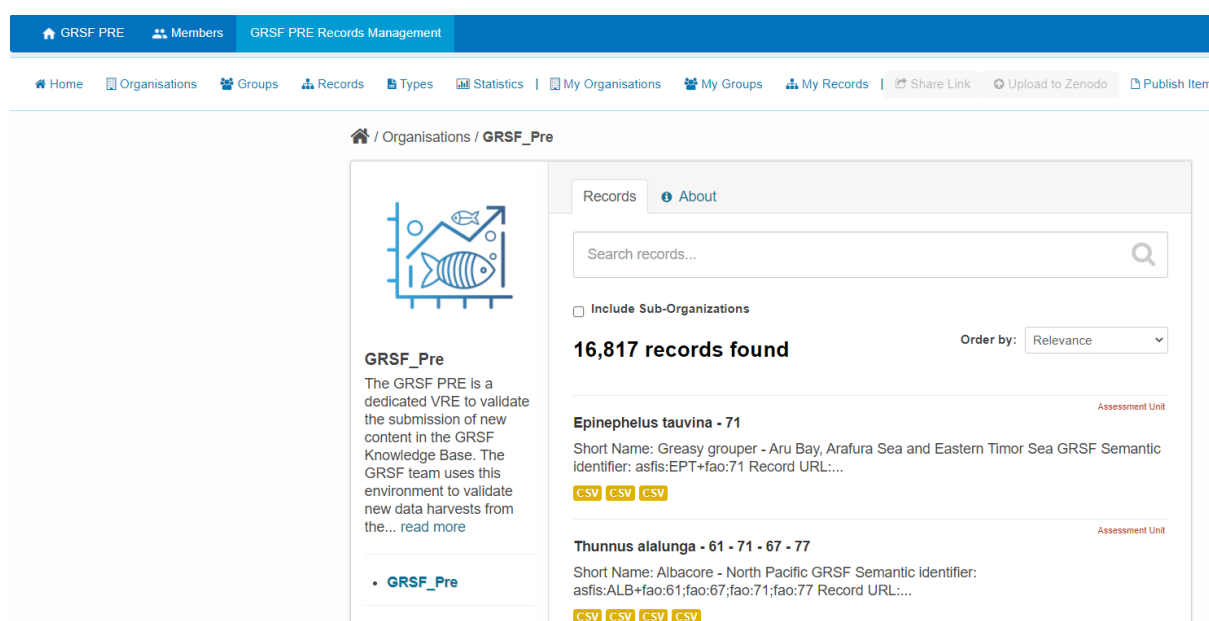 GRSF PRE Members GRSF PRE Records Management
Home Organisations Groups Records Types Statistics | My Organisations My Groups My Records | Share Link Upload to Zenodo Publish Item
/ Organisations / GRSF_Pre
GRSF_Pre
The GRSF PRE is a
dedicated VRE to validate
the submission of new
content in the GRSF
Knowledge Base. The
GRSF team uses this
environment to validate
new data harvests from
the... read more
• GRSF_Pre
Records About
Search records...
Include Sub-Organizations
16,817 records found
Order by: Relevance
Assessment Unit
Epinephelus tauvina - 71
Short Name: Greasy grouper - Aru Bay, Arafura Sea and Eastern Timor Sea GRSF Semantic
identifier: asfis:EPT+fao:71 Record URL:...
CSV CSV CSV
Assessment Unit
Thunnus alalunga - 61 - 71 - 67 - 77
Short Name: Albacore - North Pacific GRSF Semantic identifier:
asfis:ALB+fao:61;fao:67;fao:71;fao:77 Record URL:...
CSV CSV CSV CSV